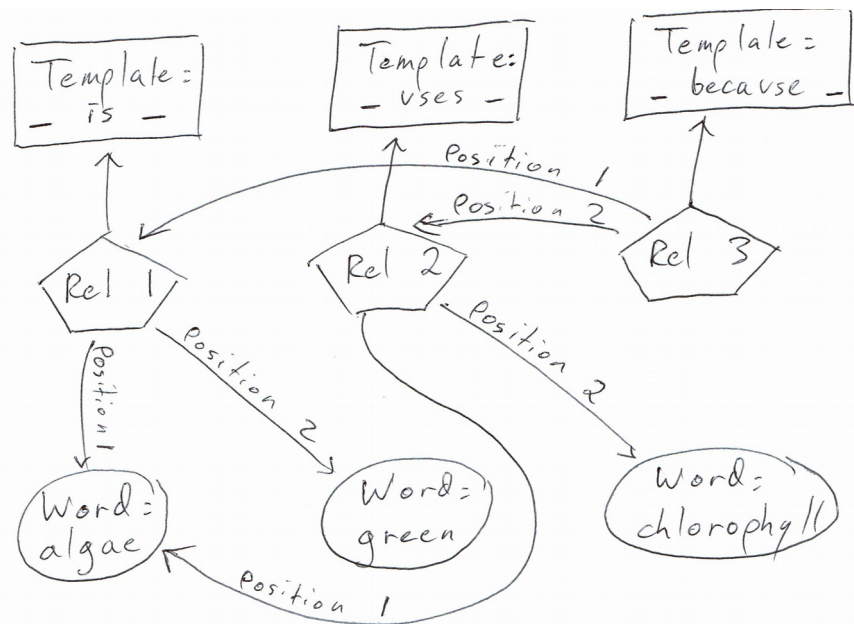 Template =
_ is _
Template:
_ uses _
Template =
_ because _
Position 1
Position 2
Rel 1
Rel 2
Rel 3
Position 1
Position 2
Position 2
Word =
algae
Word =
green
Word =
chlorophyll
Position 1